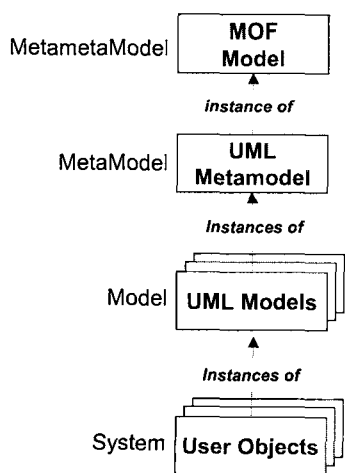 MetametaModel
MOF
Model
instance of
MetaModel
UML
Metamodel
Instances of
Model
UML Models
Instances of
System
User Objects